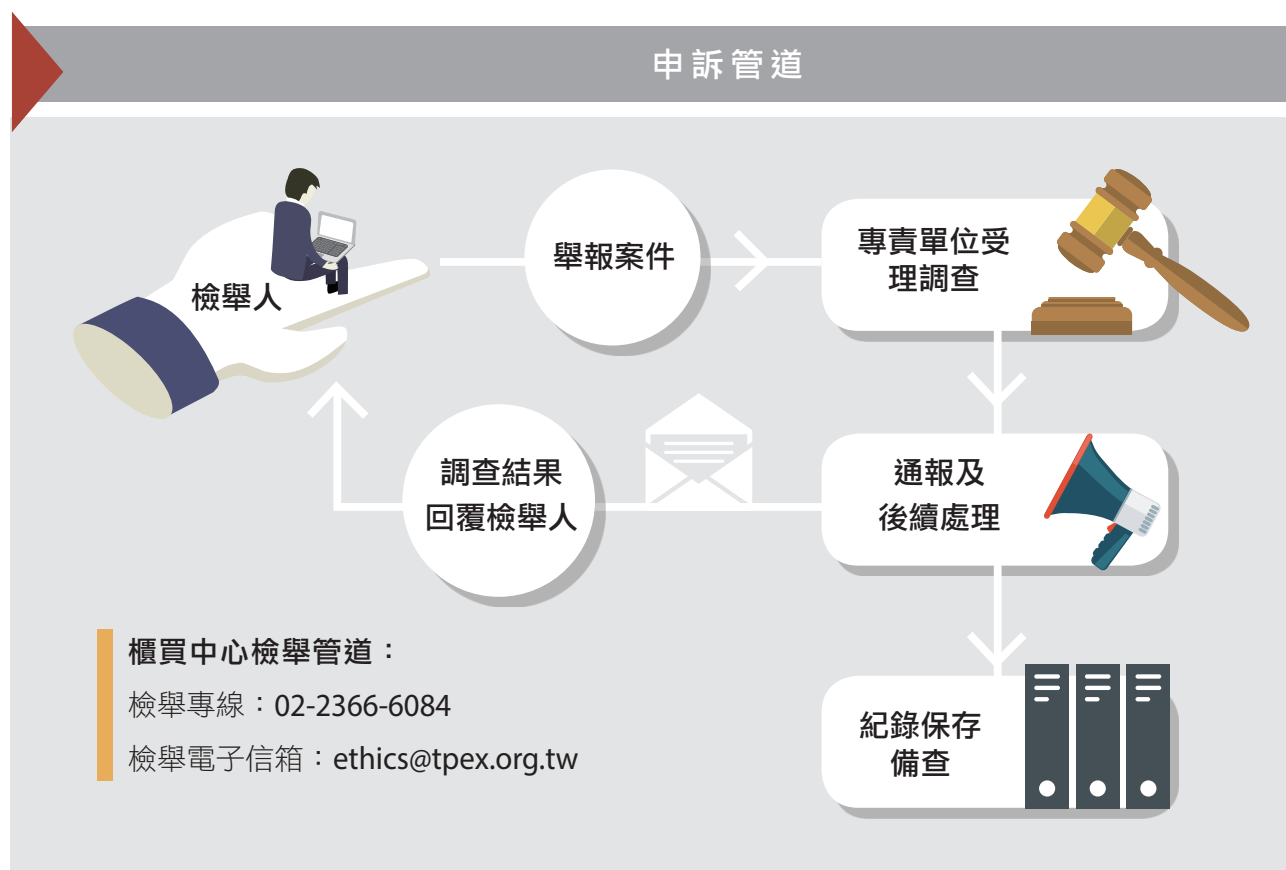 申訴管道
檢舉人
舉報案件
專責單位受
理調查
調查結果
回覆檢舉人
通報及
後續處理
櫃買中心檢舉管道：
檢舉專線：02-2366-6084
檢舉電子信箱：ethics@tpex.org.tw
紀錄保存
備查